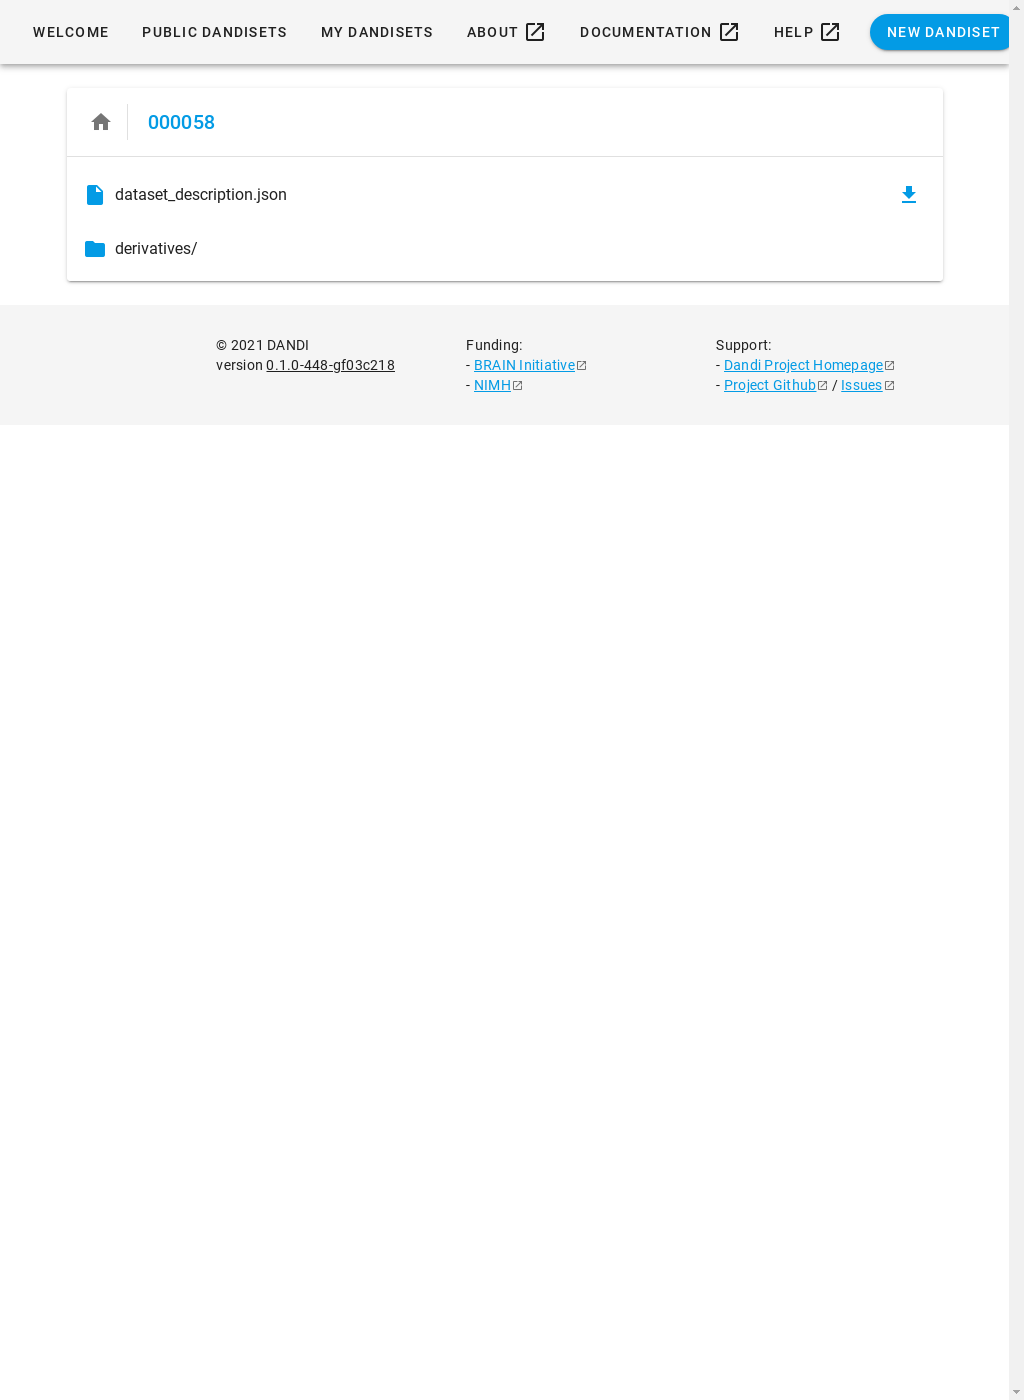 WELCOME PUBLIC DANDISETS MY DANDISETS ABOUT DOCUMENTATION HELP NEW DANDISET
000058
dataset_description.json
derivatives/
© 2021 DANDI
version 0.1.0-448-gf03c218
Funding:
- BRAIN Initiative
- NIMH
Support:
- Dandi Project Homepage
- Project Github / Issues